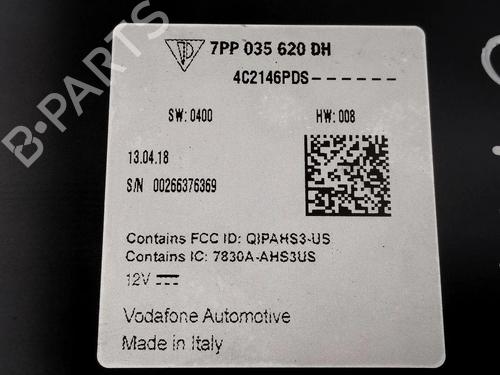 7PP 035 620 DH
4C2146PDS-------
SW: 0400 HW: 008
13.04.18
S/N 00266376369
Contains FCC ID: QIPAHS3-US
Contains IC: 7830A-AHS3US
12V
Vodafone Automotive
Made in Italy
B-PARTS